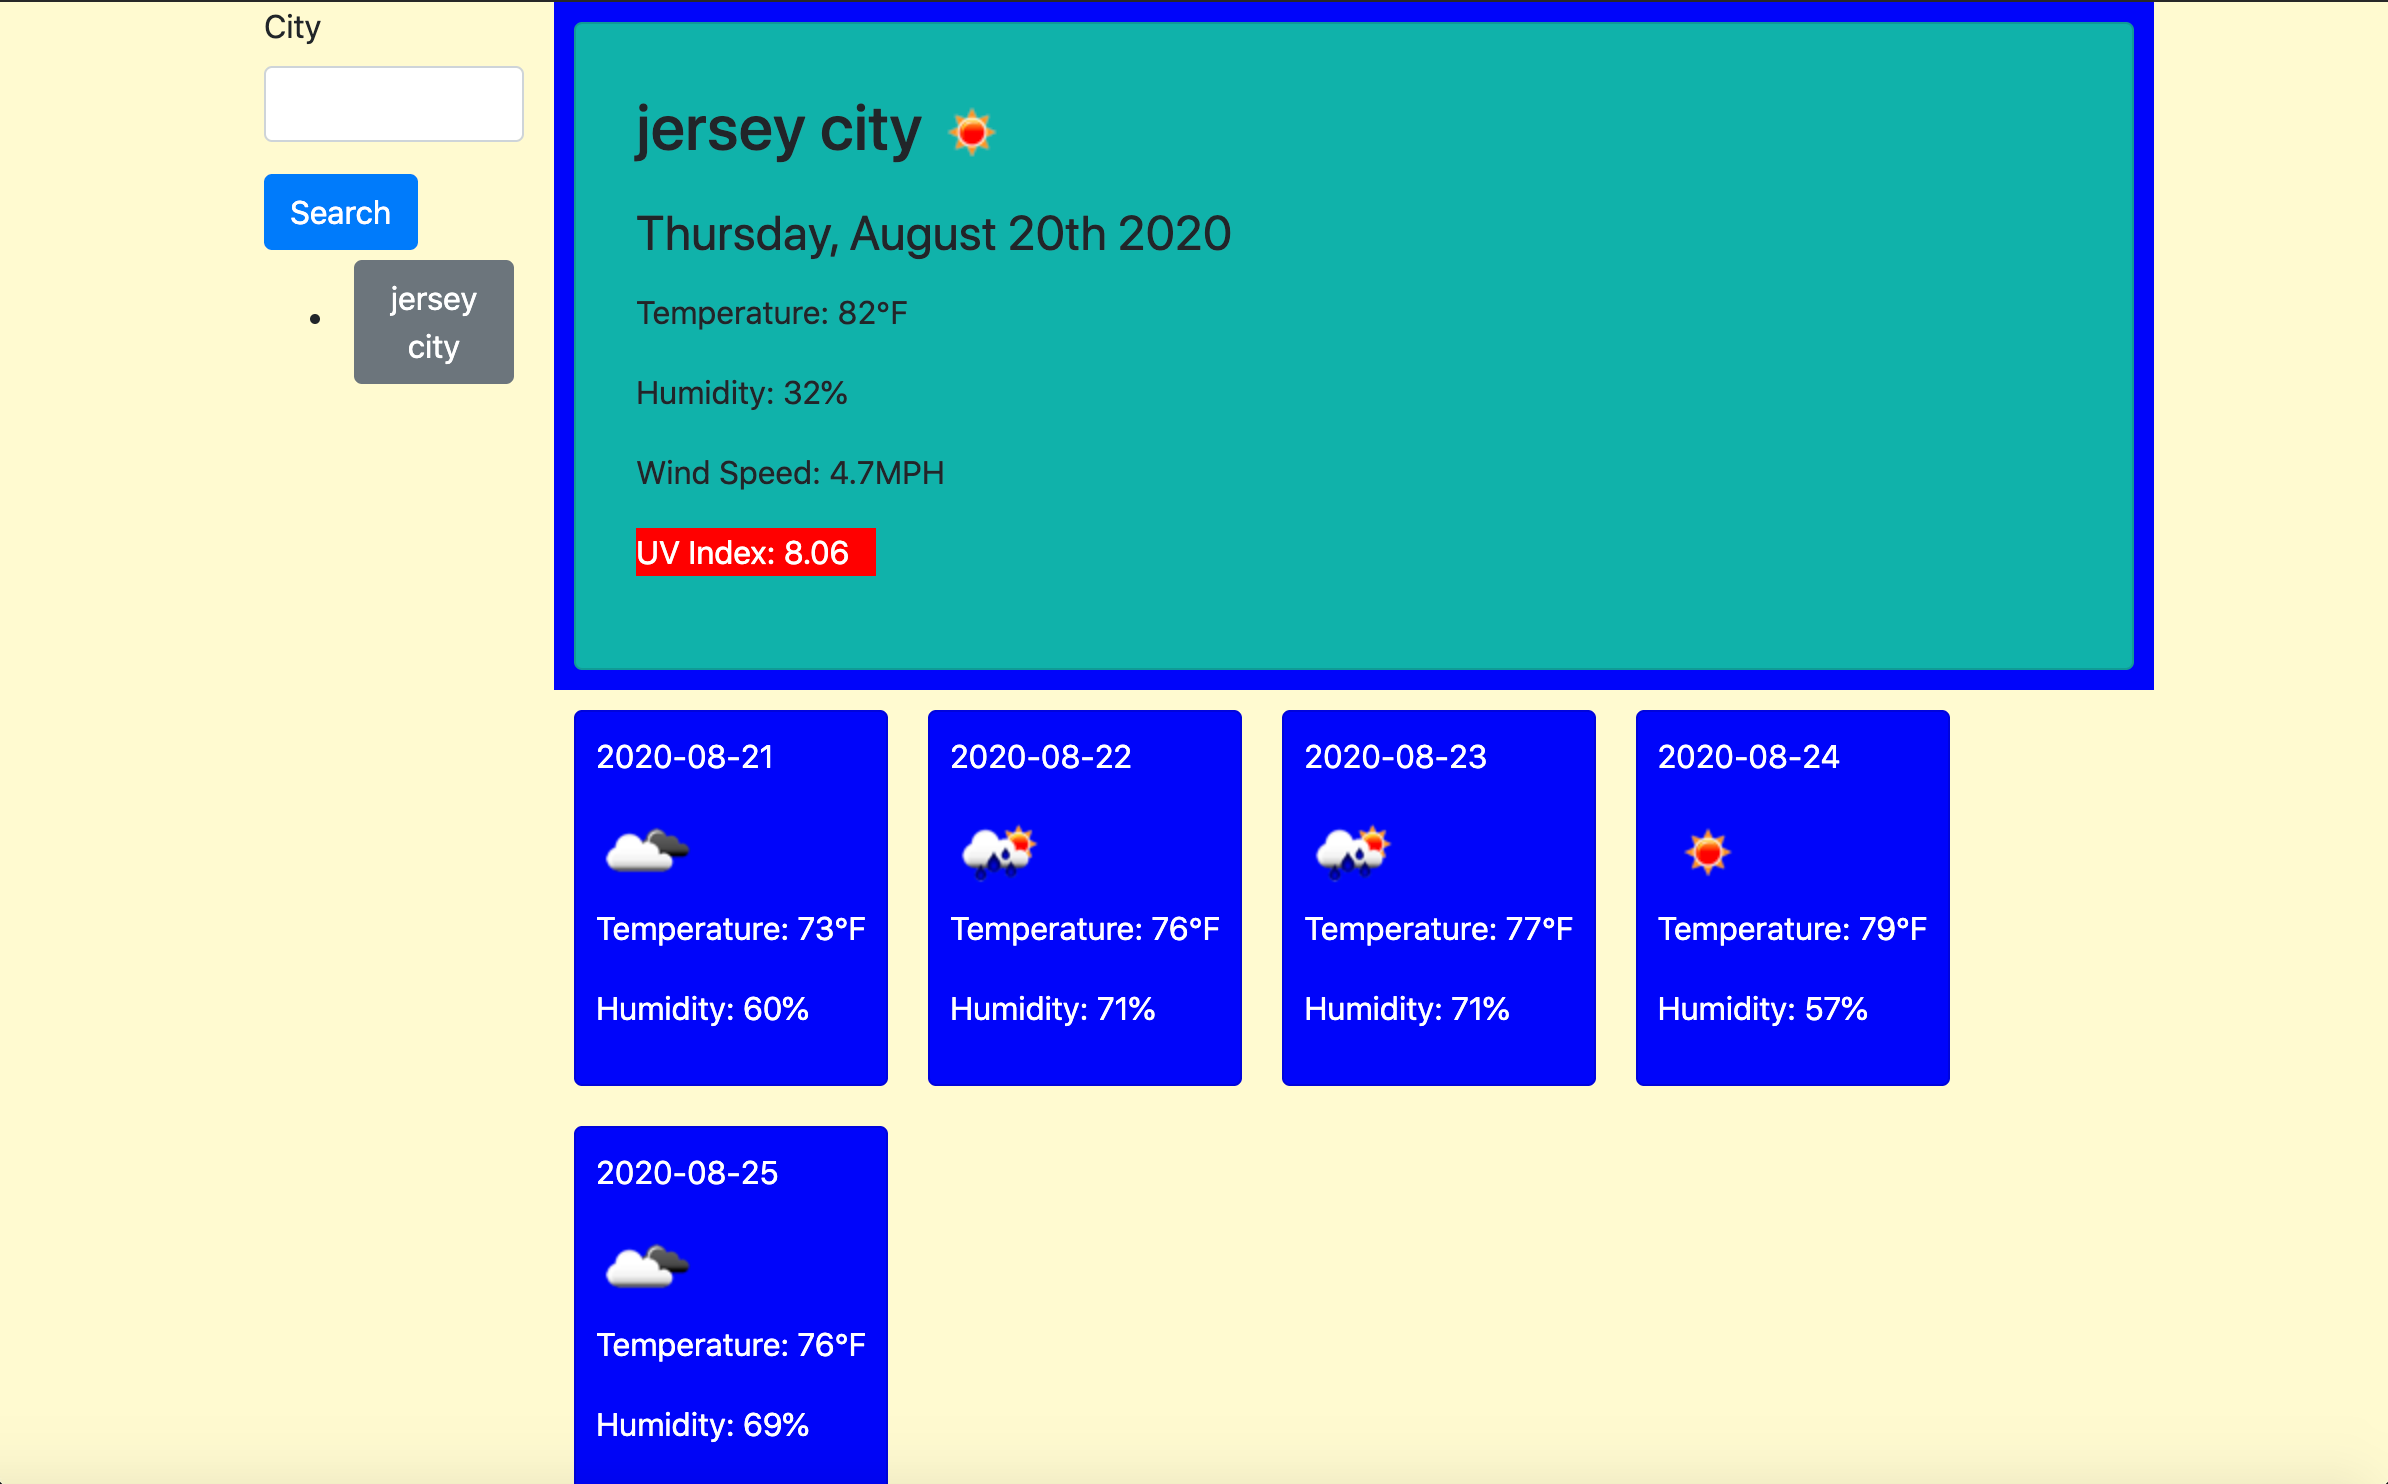 City
Search
jersey
city
jersey city
Thursday, August 20th 2020
Temperature: 82°F
Humidity: 32%
Wind Speed: 4.7MPH
UV Index: 8.06
2020-08-21
Temperature: 73°F
Humidity: 60%
2020-08-22
Temperature: 76°F
Humidity: 71%
2020-08-23
Temperature: 77°F
Humidity: 71%
2020-08-24
Temperature: 79°F
Humidity: 57%
2020-08-25
Temperature: 76°F
Humidity: 69%